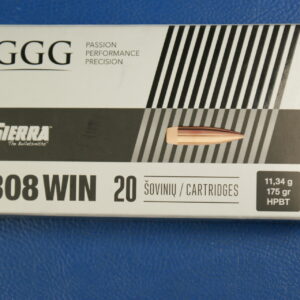 GGG
PASSION
PERFORMANCE
PRECISION
SIERRA
The Bulletsmiths
308 WIN 20 ŠOVINIŲ / CARTRIDGES
11,34 g
175 gr
HPBT